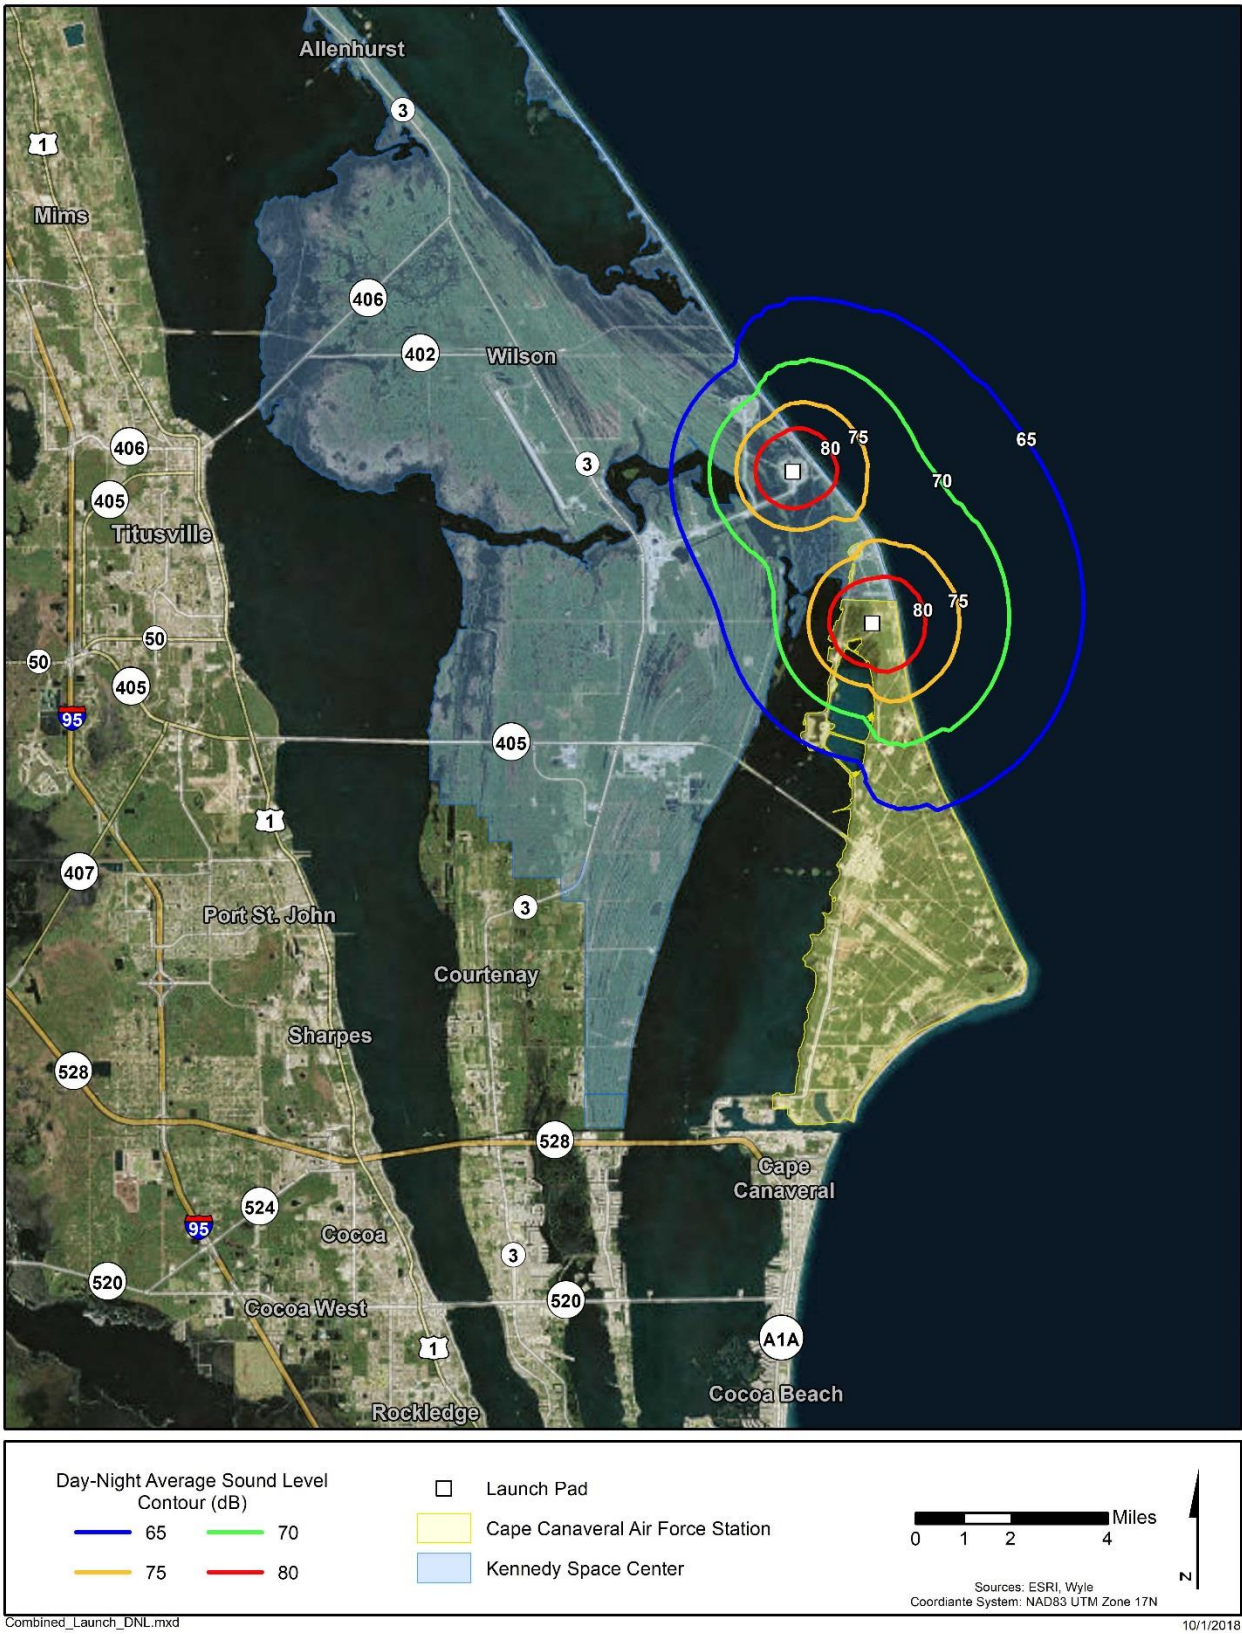 Allenhurst
3
1
Mims
406
402
Wilson
65
80
75
70
406
3
405
Titusville
80
75
50
50
405
95
405
1
407
3
Port St. John
Courtenay
Sharpes
528
528
Cape
Canaveral
524
95
Cocoa
3
520
520
Cocoa West
A1A
1
Cocoa Beach
Rockledge
Day-Night Average Sound Level
Contour (dB)
65
70
75
80
Launch Pad
Cape Canaveral Air Force Station
Kennedy Space Center
Miles
0 1 2 4
N
Sources: ESRI, Wyle
Coordiante System: NAD83 UTM Zone 17N
Combined_Launch_DNL.mxd
10/1/2018